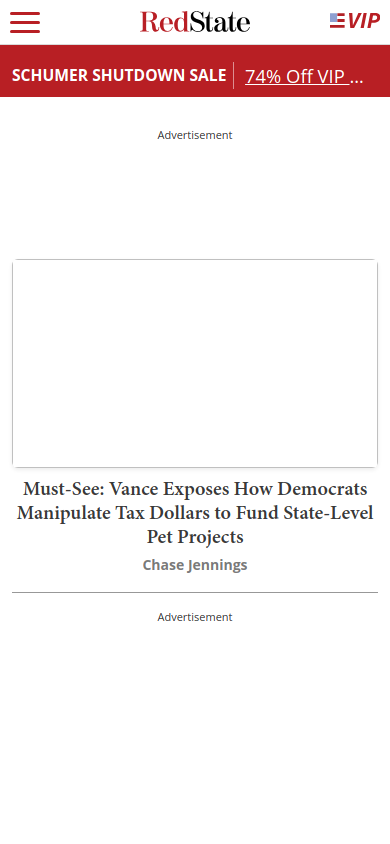 RedState
VIP
SCHUMER SHUTDOWN SALE
74% Off VIP ...
Advertisement
Must-See: Vance Exposes How Democrats
Manipulate Tax Dollars to Fund State-Level
Pet Projects
Chase Jennings
Advertisement